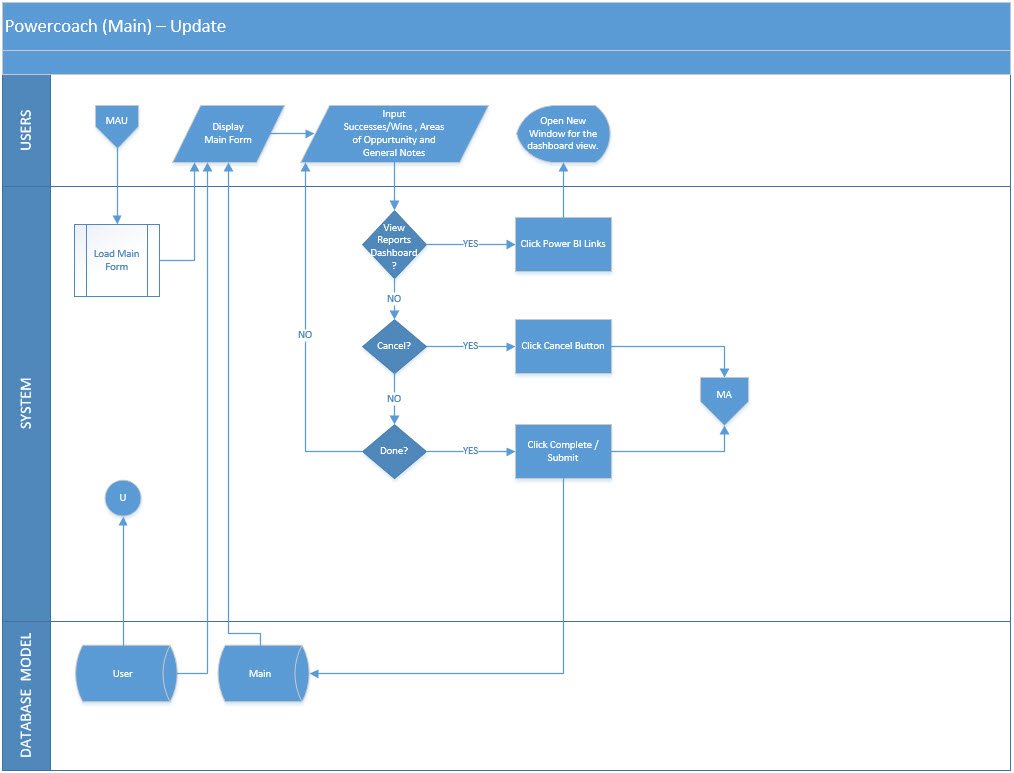 Powercoach (Main) – Update
USERS
MAU
Display
Main Form
Input
Successes/Wins , Areas
of Oppurtunity and
General Notes
Open New
Window for the
dashboard view.
SYSTEM
Load Main
Form
View
Reports
Dashboard
?
YES
Click Power BI Links
NO
NO
Cancel?
YES
Click Cancel Button
MA
NO
Done?
YES
Click Complete /
Submit
U
DATABASE MODEL
User
Main